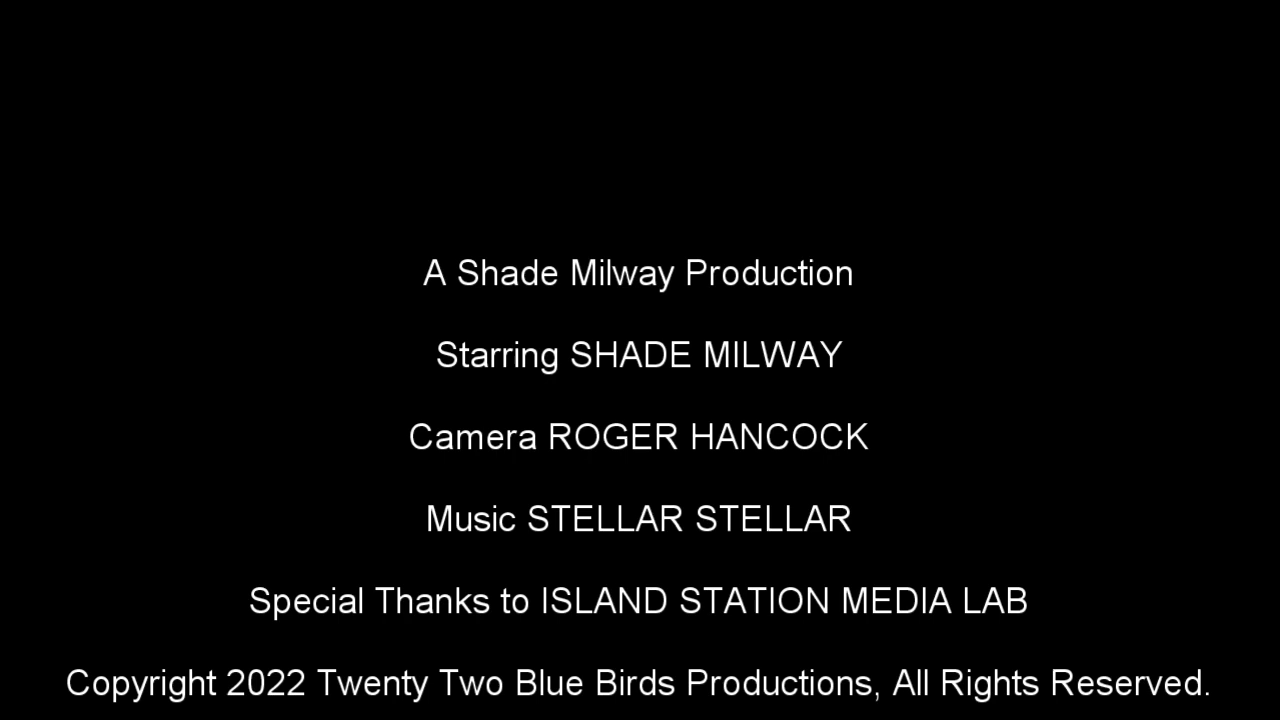 A Shade Milway Production
Starring SHADE MILWAY
Camera ROGER HANCOCK
Music STELLAR STELLAR
Special Thanks to ISLAND STATION MEDIA LAB
Copyright 2022 Twenty Two Blue Birds Productions, All Rights Reserved.